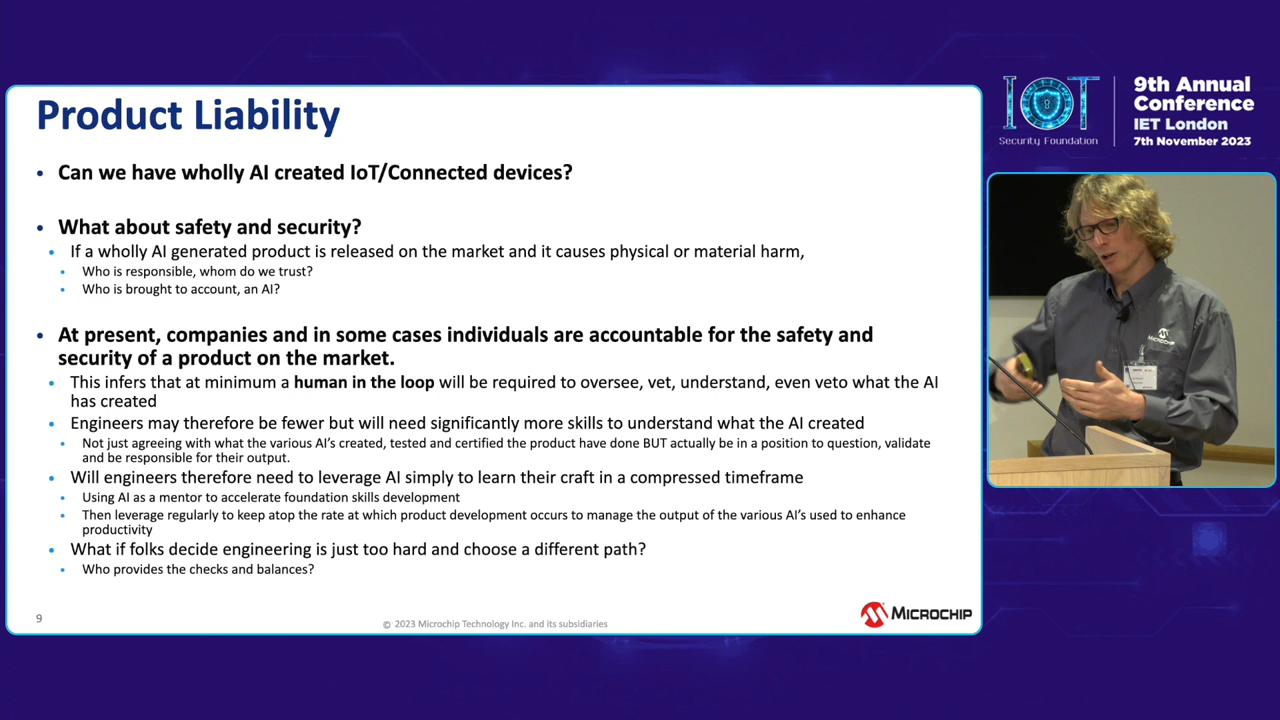 Product Liability
• Can we have wholly AI created IoT/Connected devices?
• What about safety and security?
• If a wholly AI generated product is released on the market and it causes physical or material harm,
• Who is responsible, whom do we trust?
• Who is brought to account, an AI?
• At present, companies and in some cases individuals are accountable for the safety and
security of a product on the market.
• This infers that at minimum a human in the loop will be required to oversee, vet, understand, even veto what the AI
has created
• Engineers may therefore be fewer but will need significantly more skills to understand what the AI created
• Not just agreeing with what the various AI's created, tested and certified the product have done BUT actually be in a position to question, validate
and be responsible for their output.
• Will engineers therefore need to leverage AI simply to learn their craft in a compressed timeframe
• Using AI as a mentor to accelerate foundation skills development
• Then leverage regularly to keep atop the rate at which product development occurs to manage the output of the various AI's used to enhance
productivity
• What if folks decide engineering is just too hard and choose a different path?
• Who provides the checks and balances?
9
© 2023 Microchip Technology Inc. and its subsidiaries
MICROCHIP
IOT
Security Foundation
9th Annual
Conference
IET London
7th November 2023
MICROCHIP